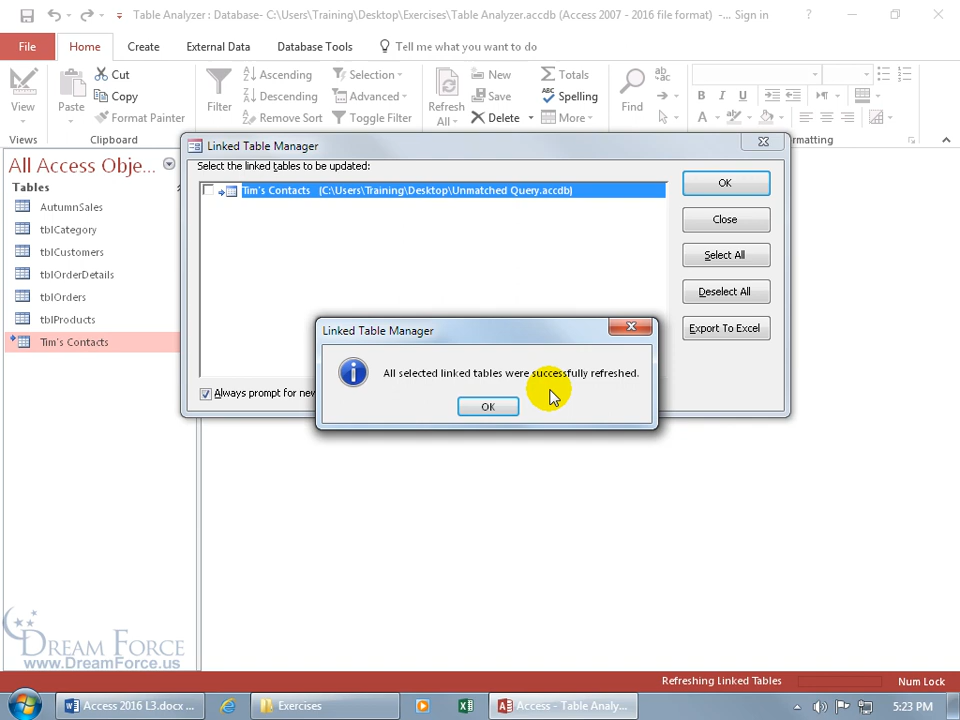 Table Analyzer : Database- C:\Users\Training\Desktop\Exercises\Table Analyzer.accdb (Access 2007 - 2016 file format) - Access
Sign in
?
File
Home
Create
External Data
Database Tools
Tell me what you want to do
View
Views
Paste
Cut
Copy
Format Painter
Clipboard
Filter
Ascending
Descending
Remove Sort
Selection
Advanced
Toggle Filter
Refresh
All
New
Save
Delete
Totals
Spelling
More
Find
B I U
A
All Access Obje...
Tables
AutumnSales
tblCategory
tblCustomers
tblOrderDetails
tblOrders
tblProducts
Tim's Contacts
Linked Table Manager
Select the linked tables to be updated:
Tim's Contacts (C:\Users\Training\Desktop\Unmatched Query.accdb)
OK
Close
Select All
Deselect All
Export To Excel
Always prompt for new
Linked Table Manager
All selected linked tables were successfully refreshed.
OK
DREAM FORCE
www.DreamForce.us
Refreshing Linked Tables
Num Lock
Access 2016 L3.docx ...
Exercises
Access - Table Analy...
5:23 PM